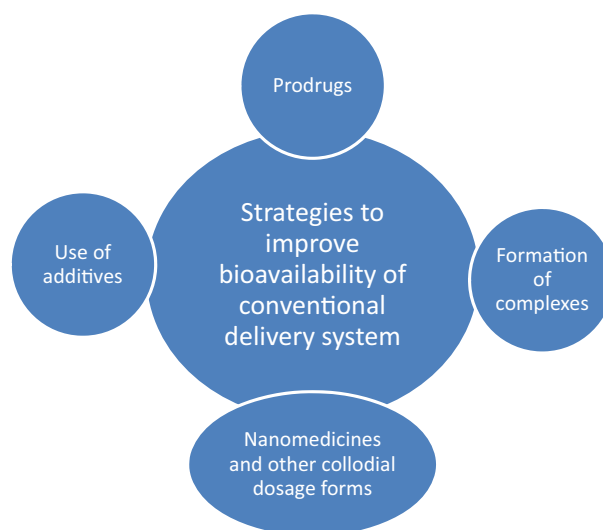 Prodrugs
Strategies to
improve
bioavailability of
conventional
delivery system
Use of
additives
Formation
of
complexes
Nanomedicines
and other collodial
dosage forms